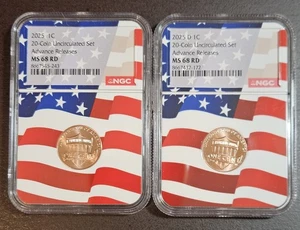 2025 1C
20-Coin Uncirculated Set
Advance Releases
MS 68 RD
NGC
2025 D 1C
20-Coin Uncirculated Set
Advance Releases
MS 68 RD
NGC